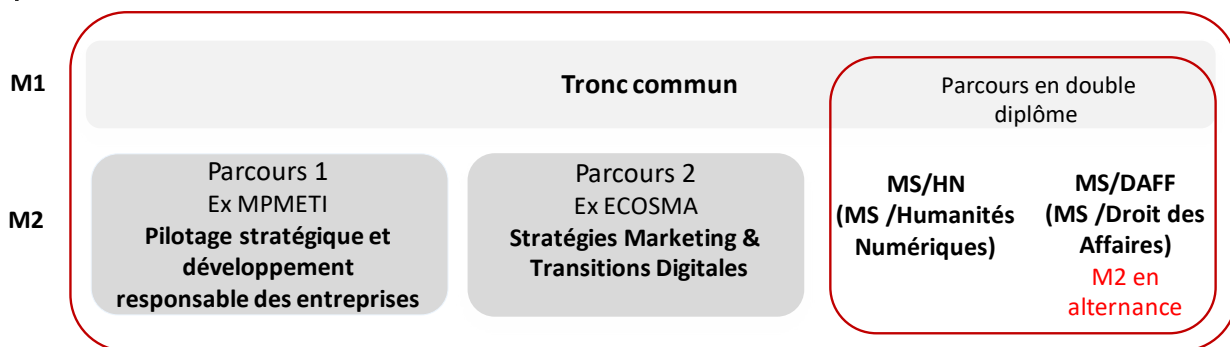 M1
Tronc commun
Parcours en double
diplôme
M2
Parcours 1
Ex MPMETI
Pilotage stratégique et
développement
responsable des entreprises
Parcours 2
Ex ECOSMA
Stratégies Marketing &
Transitions Digitales
MS/HN
(MS /Humanités
Numériques)
MS/DAFF
(MS /Droit des
Affaires)
M2 en
alternance